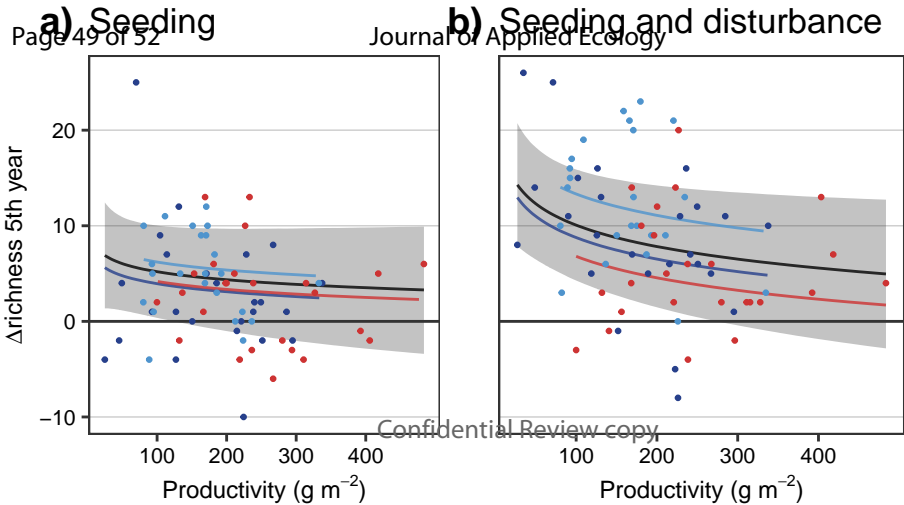 a) Seeding
b) Seeding and disturbance
Page 49 of 52
Journal of Applied Ecology
Δrichness 5th year
20
10
0
−10
100 200 300 400
100 200 300 400
Productivity (g m⁻²)
Productivity (g m⁻²)
Confidential Review copy